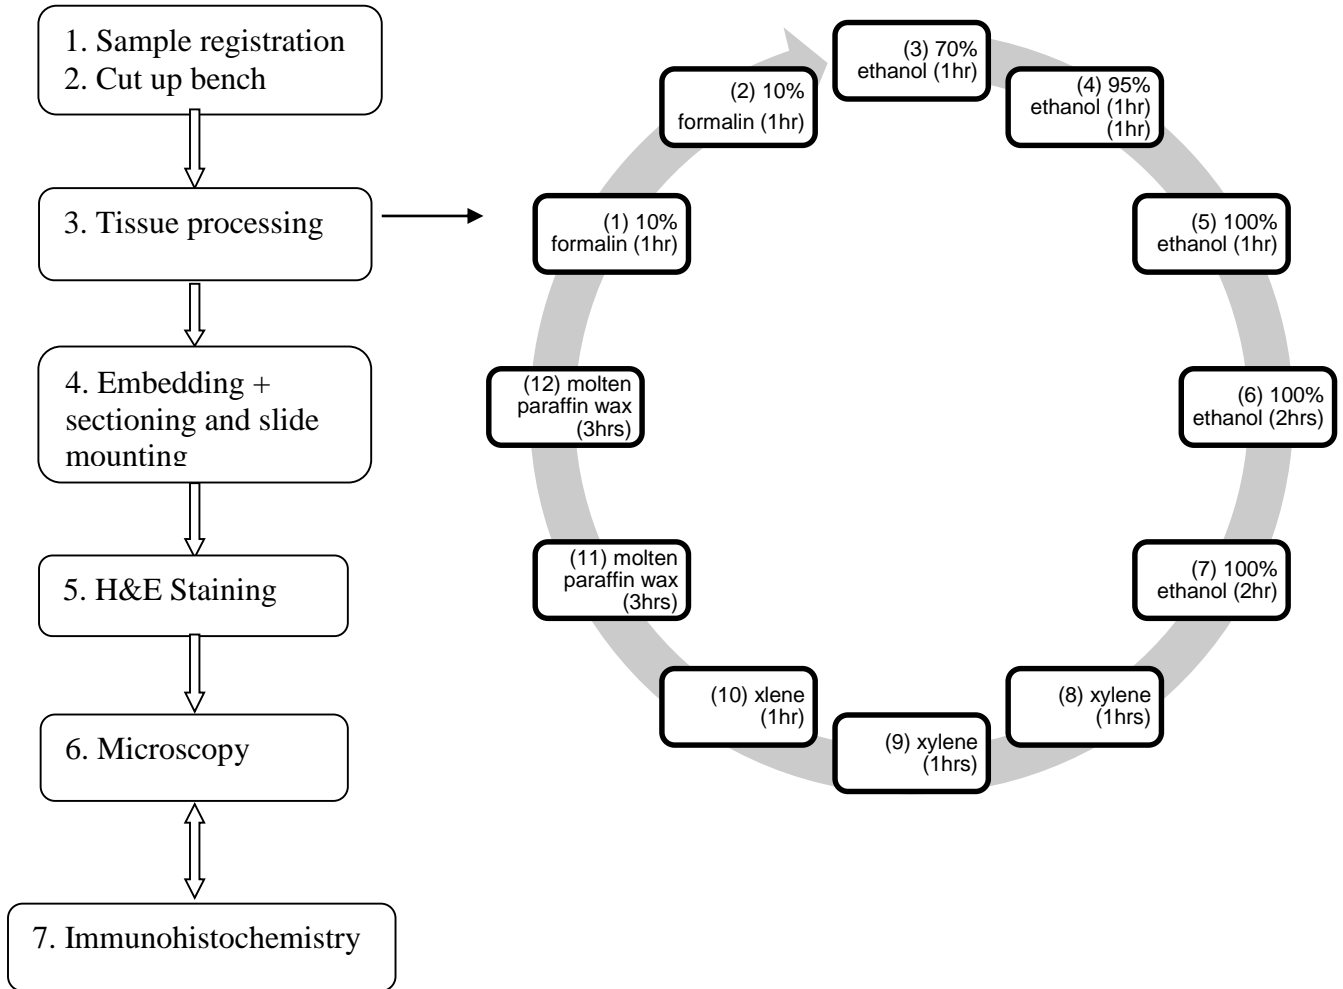 1. Sample registration
2. Cut up bench
3. Tissue processing
4. Embedding +
sectioning and slide
mounting
5. H&E Staining
6. Microscopy
7. Immunohistochemistry
(1) 10%
formalin (1hr)
(2) 10%
formalin (1hr)
(3) 70%
ethanol (1hr)
(4) 95%
ethanol (1hr)
(1hr)
(5) 100%
ethanol (1hr)
(6) 100%
ethanol (2hrs)
(7) 100%
ethanol (2hr)
(8) xylene
(1hrs)
(9) xylene
(1hrs)
(10) xlene
(1hr)
(11) molten
paraffin wax
(3hrs)
(12) molten
paraffin wax
(3hrs)